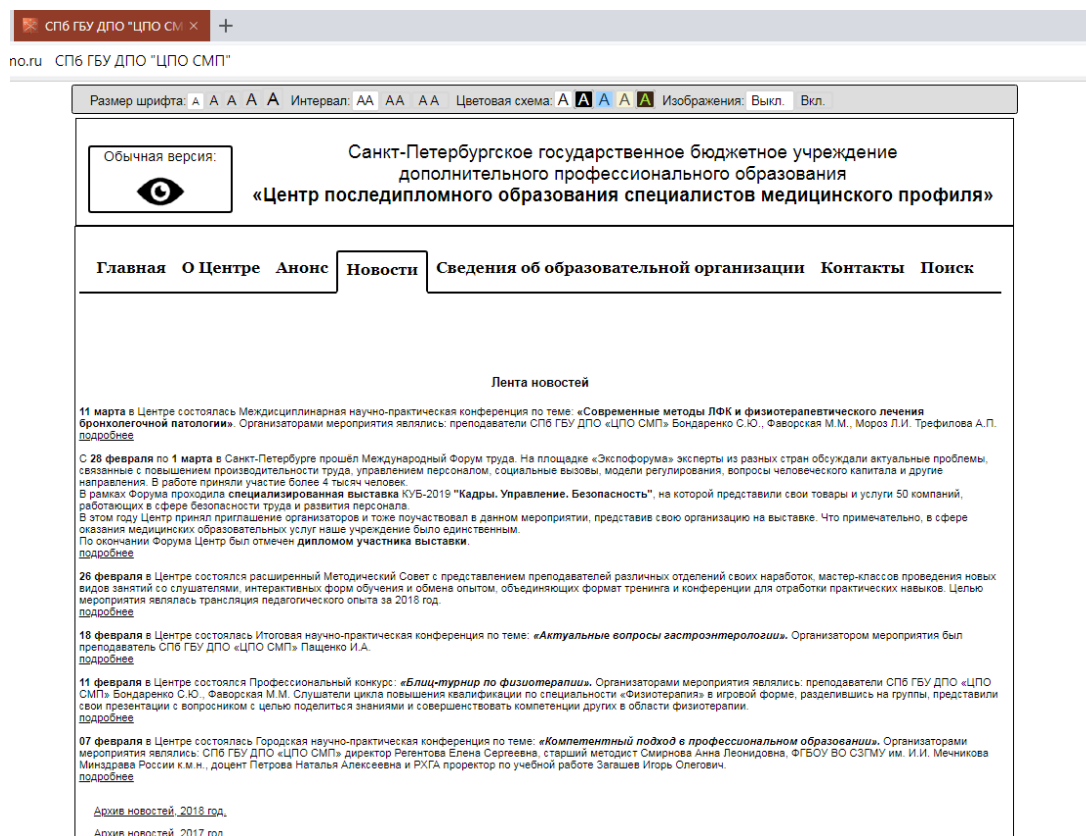 СПб ГБУ ДПО "ЦПО СМ
no.ru СПб ГБУ ДПО "ЦПО СМП"
Размер шрифта: A A A A A Интервал: AA AA AA Цветовая схема: A A A A A Изображения: Выкл. Вкл.
Обычная версия:
Санкт-Петербургское государственное бюджетное учреждение
дополнительного профессионального образования
«Центр последипломного образования специалистов медицинского профиля»
Главная О Центре Анонс Новости Сведения об образовательной организации Контакты Поиск
Лента новостей
11 марта в Центре состоялась Междисциплинарная научно-практическая конференция по теме: «Современные методы ЛФК и физиотерапевтического лечения
бронхолегочной патологии». Организаторами мероприятия являлись: преподаватели СПб ГБУ ДПО «ЦПО СМП» Бондаренко С.Ю., Фаворская М.М., Мороз Л.И. Трефилова А.П.
подробнее
С 28 февраля по 1 марта в Санкт-Петербурге прошёл Международный Форум труда. На площадке «Экспофорума» эксперты из разных стран обсуждали актуальные проблемы,
связанные с повышением производительности труда, управлением персоналом, социальные вызовы, модели регулирования, вопросы человеческого капитала и другие
направления. В работе приняли участие более 4 тысяч человек.
В рамках Форума проходила специализированная выставка КУБ-2019 "Кадры. Управление. Безопасность", на которой представили свои товары и услуги 50 компаний,
работающих в сфере безопасности труда и развития персонала.
В этом году Центр принял приглашение организаторов и тоже поучаствовал в данном мероприятии, представив свою организацию на выставке. Что примечательно, в сфере
оказания медицинских образовательных услуг наше учреждение было единственным.
По окончании Форума Центр был отмечен дипломом участника выставки.
подробнее
26 февраля в Центре состоялся расширенный Методический Совет с представлением преподавателей различных отделений своих наработок, мастер-классов проведения новых
видов занятий со слушателями, интерактивных форм обучения и обмена опытом, объединяющих формат тренинга и конференции для отработки практических навыков. Целью
мероприятия являлась трансляция педагогического опыта за 2018 год.
подробнее
18 февраля в Центре состоялась Итоговая научно-практическая конференция по теме: «Актуальные вопросы гастроэнтерологии». Организатором мероприятия был
преподаватель СПб ГБУ ДПО «ЦПО СМП» Пащенко И.А.
подробнее
11 февраля в Центре состоялся Профессиональный конкурс: «Блиц-турнир по физиотерапии». Организаторами мероприятия являлись: преподаватели СПб ГБУ ДПО «ЦПО
СМП» Бондаренко С.Ю., Фаворская М.М. Слушатели цикла повышения квалификации по специальности «Физиотерапия» в игровой форме, разделившись на группы, представили
свои презентации с вопросником с целью поделиться знаниями и совершенствовать компетенции других в области физиотерапии.
подробнее
07 февраля в Центре состоялась Городская научно-практическая конференция по теме: «Компетентный подход в профессиональном образовании». Организаторами
мероприятия являлись: СПб ГБУ ДПО «ЦПО СМП» директор Регентова Елена Сергеевна, старший методист Смирнова Анна Леонидовна, ФГБОУ ВО СЗГМУ им. И.И. Мечникова
Минздрава России к.м.н., доцент Петрова Наталья Алексеевна и РХГА проректор по учебной работе Загашев Игорь Олегович.
подробнее
Архив новостей, 2018 год.
Архив новостей, 2017 год